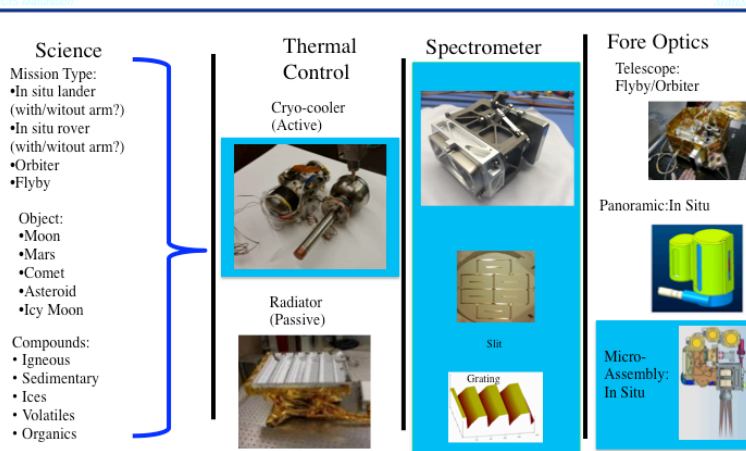 Science
Mission Type:
•In situ lander
(with/witout arm?)
•In situ rover
(with/witout arm?)
•Orbiter
•Flyby
Object:
•Moon
•Mars
•Comet
•Asteroid
•Icy Moon
Compounds:
• Igneous
• Sedimentary
• Ices
• Volatiles
• Organics
Thermal
Control
Cryo-cooler
(Active)
Radiator
(Passive)
Spectrometer
Slit
Grating
Fore Optics
Telescope:
Flyby/Orbiter
Panoramic:In Situ
Micro-
Assembly:
In Situ